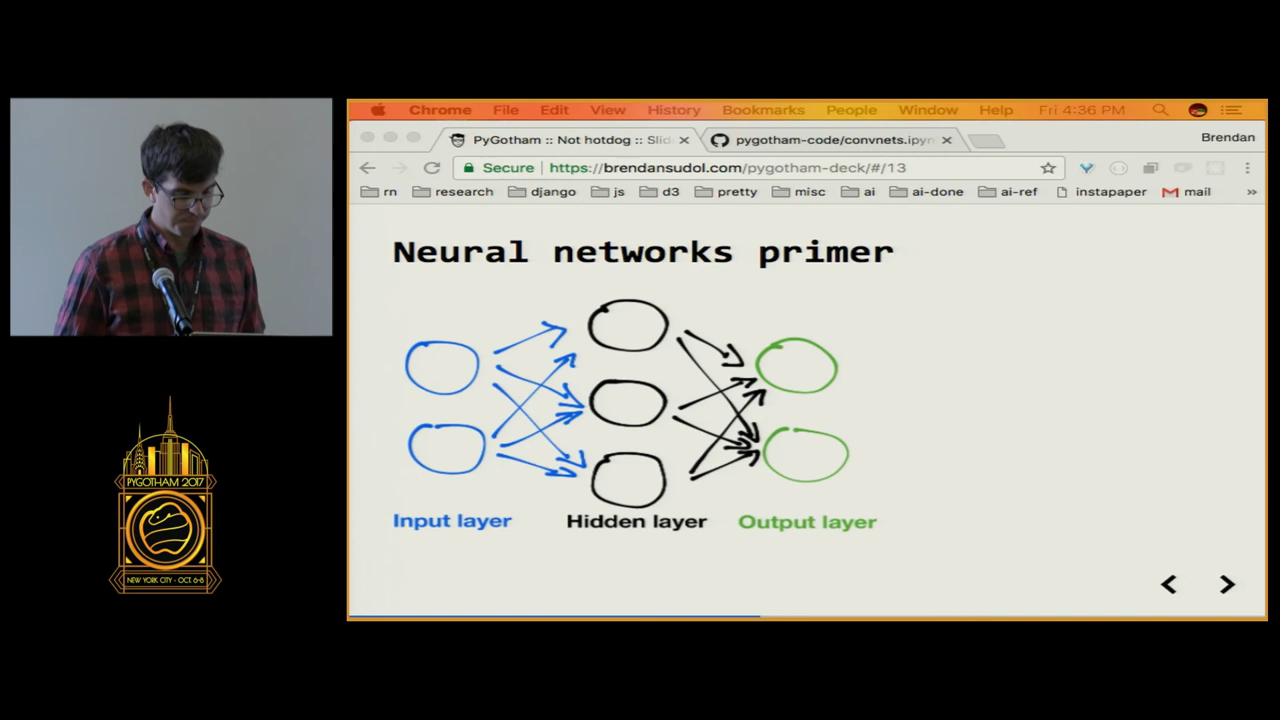 Chrome File Edit View History Bookmarks People Window Help Fri 4:36 PM
PyGotham :: Not hotdog :: Slid
pygotham-code/convnets.ipyn
Brendan
Secure https://brendansudol.com/pygotham-deck/#/13
rn research django js d3 pretty misc ai ai-done ai-ref instapaper mail »
Neural networks primer
Input layer Hidden layer Output layer
PYGOTHAM 2017
NEW YORK CITY - OCT. 6-8